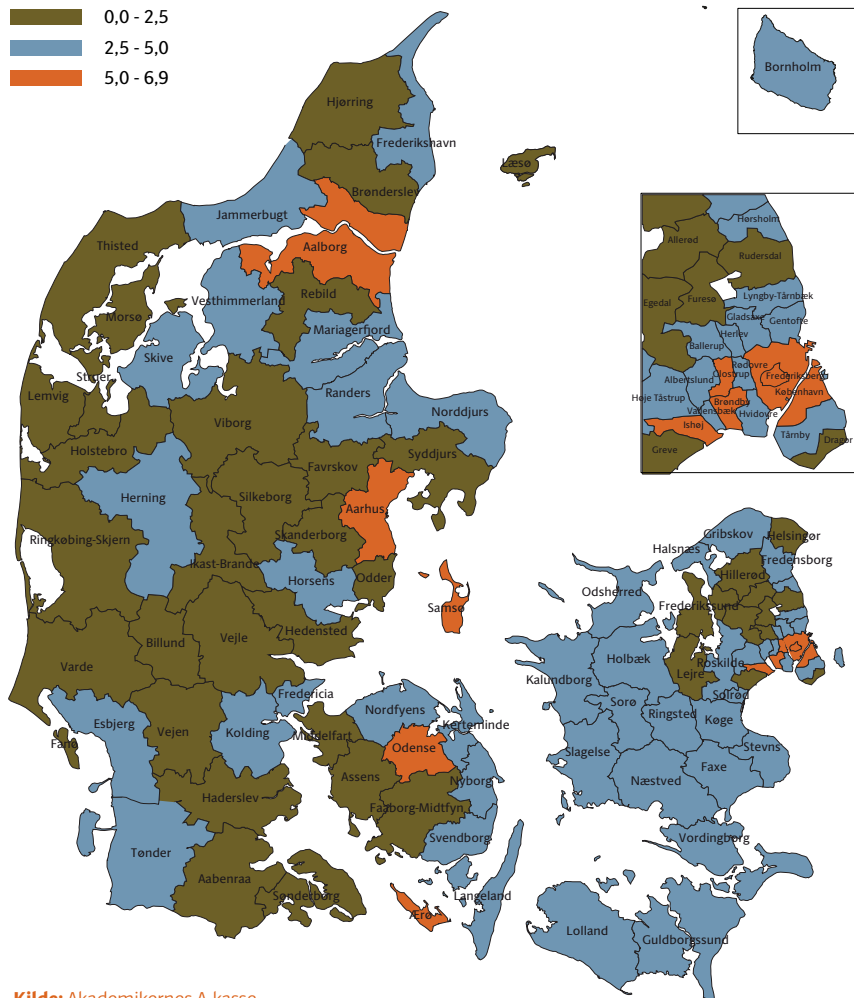 0,0 - 2,5
2,5 - 5,0
5,0 - 6,9
Bornholm
Hjørring
Frederikshavn
Læsø
Brønderslev
Jammerbugt
Aalborg
Thisted
Vesthimmerland
Rebild
Morsø
Mariagerfjord
Skive
Struer
Lemvig
Randers
Norddjurs
Viborg
Holstebro
Favrskov
Syddjurs
Herning
Silkeborg
Aarhus
Ringkøbing-Skjern
Skanderborg
Ikast-Brande
Horsens
Odder
Samsø
Hedensted
Billund
Vejle
Varde
Fredericia
Esbjerg
Nordfyens
Kerteminde
Fanø
Vejen
Kolding
Middelfart
Odense
Assens
Nyborg
Haderslev
Faaborg-Midtfyn
Svendborg
Tønder
Aabenraa
Sønderborg
Langeland
Ærø
Hørsholm
Allerød
Rudersdal
Egedal
Furesø
Lyngby-Tårnbæk
Gladsaxe
Gentofte
Herlev
Ballerup
Rødovre
Glostrup
Frederiksberg
Albertslund
København
Høje Tåstrup
Brøndby
Vallensbæk
Hvidovre
Ishøj
Tårnby
Dragør
Greve
Gribskov
Helsingør
Halsnæs
Fredensborg
Hillerød
Odsherred
Frederikssund
Holbæk
Roskilde
Kalundborg
Lejre
Solrød
Sorø
Ringsted
Køge
Slagelse
Stevns
Faxe
Næstved
Vordingborg
Lolland
Guldborgsund
Kilde: Akademikernes A-kasse